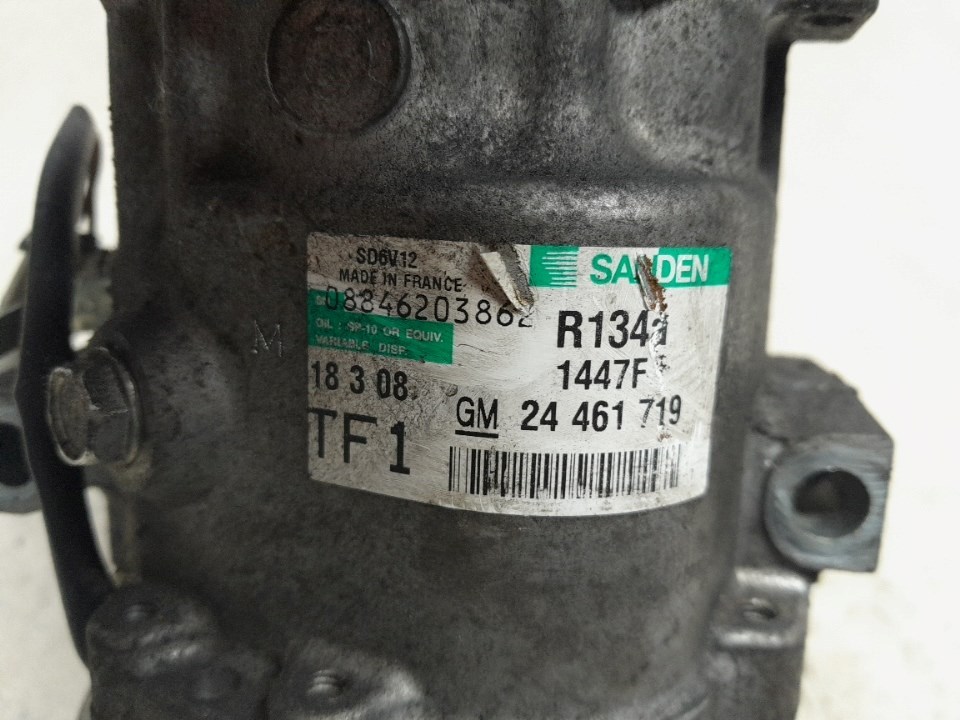 SD6V12
MADE IN FRANCE
08846203862
OIL : SP-10 OR EQUIV.
VARIABLE DISP.
18 3 08
TF1
SANDEN
R134a
1447F
GM 24 461 719
M